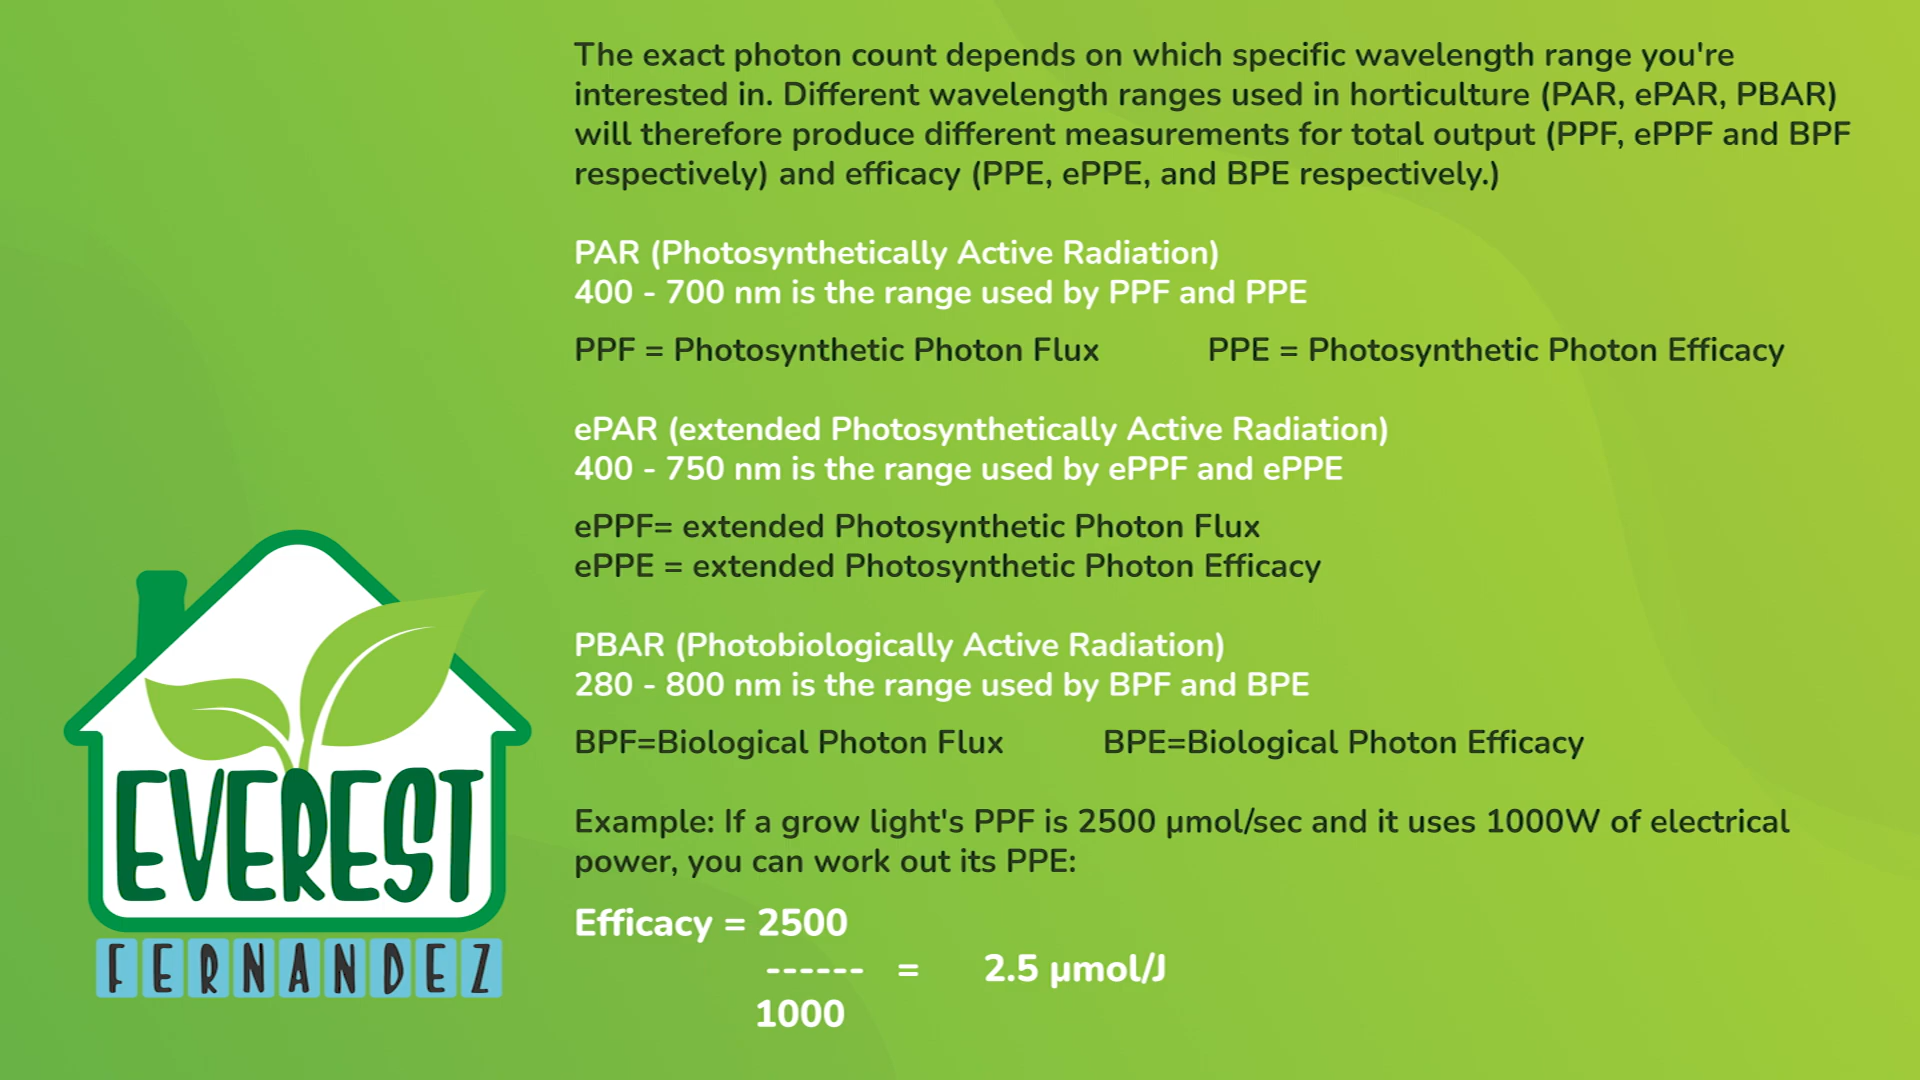 The exact photon count depends on which specific wavelength range you're
interested in. Different wavelength ranges used in horticulture (PAR, ePAR, PBAR)
will therefore produce different measurements for total output (PPF, ePPF and BPF
respectively) and efficacy (PPE, ePPE, and BPE respectively.)
PAR (Photosynthetically Active Radiation)
400 - 700 nm is the range used by PPF and PPE
PPF = Photosynthetic Photon Flux PPE = Photosynthetic Photon Efficacy
ePAR (extended Photosynthetically Active Radiation)
400 - 750 nm is the range used by ePPF and ePPE
ePPF= extended Photosynthetic Photon Flux
ePPE = extended Photosynthetic Photon Efficacy
PBAR (Photobiologically Active Radiation)
280 - 800 nm is the range used by BPF and BPE
BPF=Biological Photon Flux BPE=Biological Photon Efficacy
Example: If a grow light's PPF is 2500 µmol/sec and it uses 1000W of electrical
power, you can work out its PPE:
Efficacy = 2500
------ = 2.5 µmol/J
1000
EVEREST
FERNANDEZ